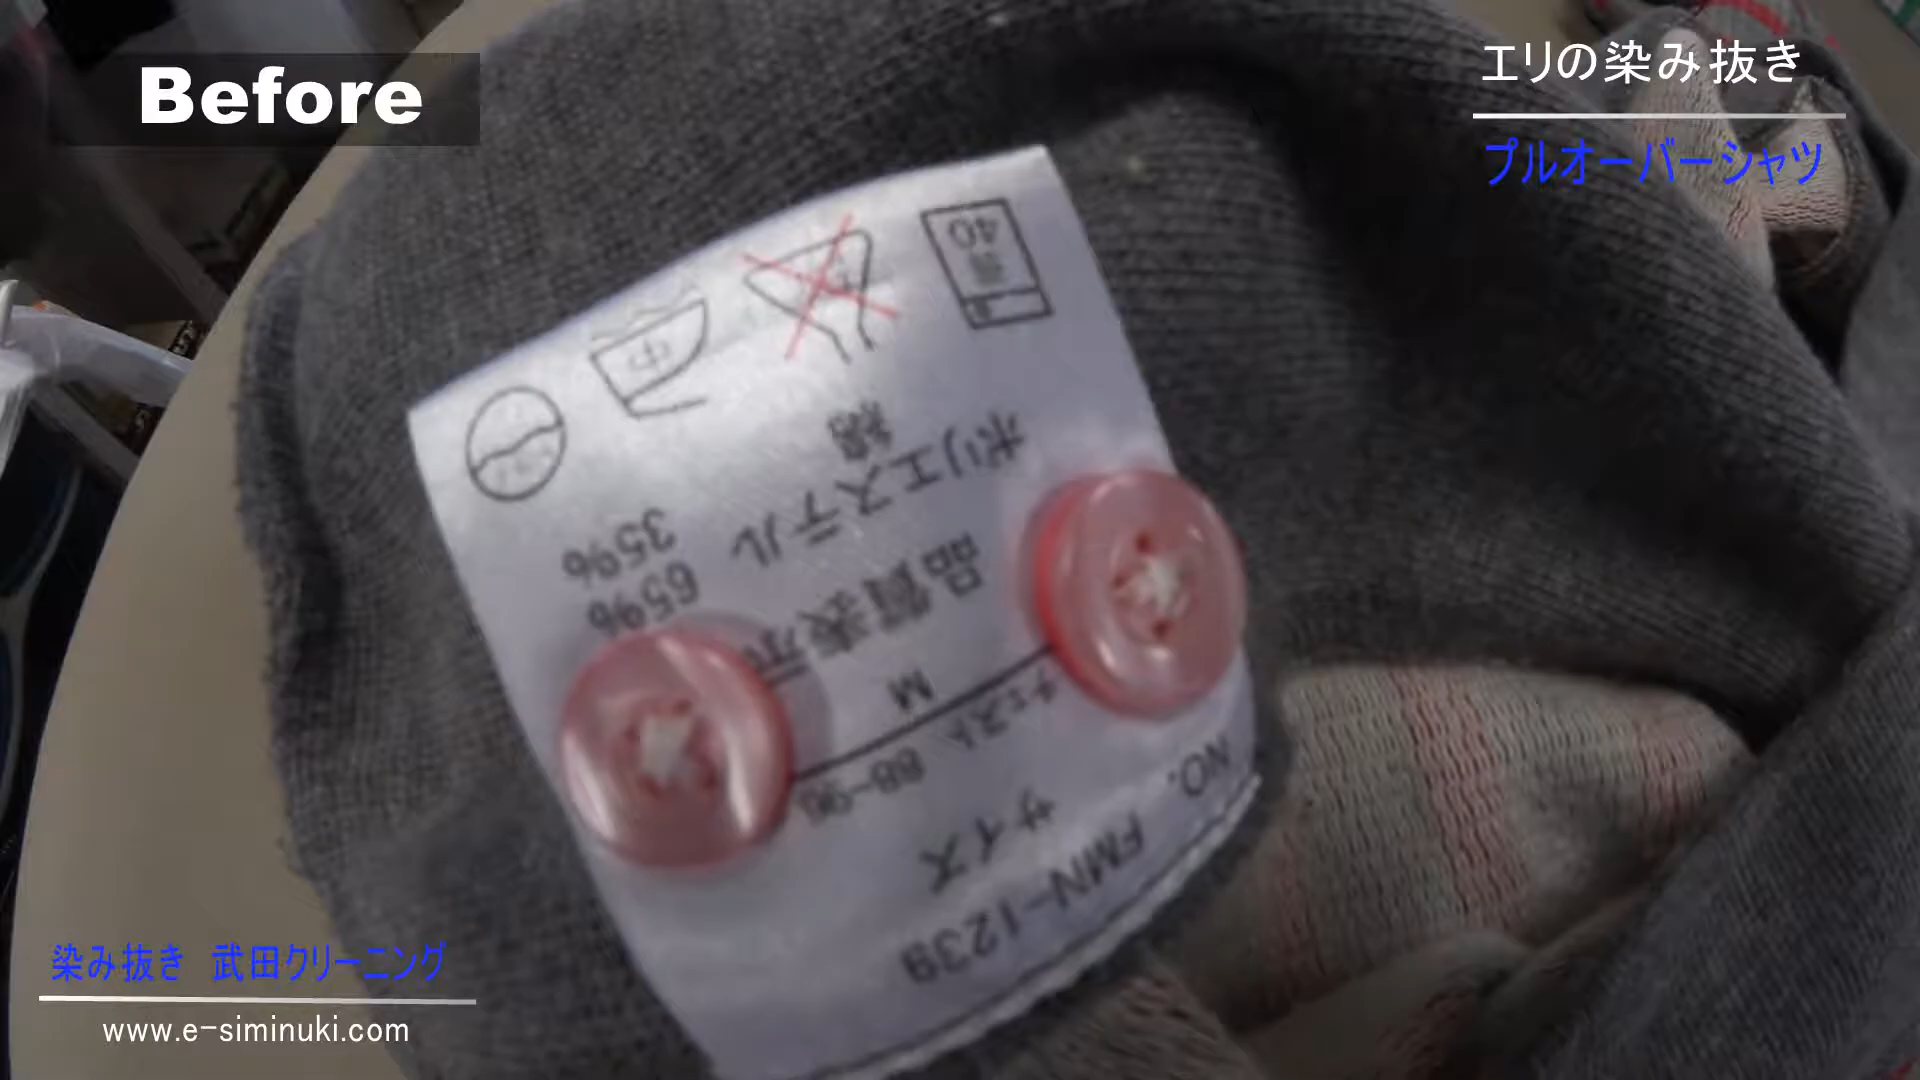 Before
エリの染み抜き
プルオーバーシャツ
NO. FMN-1239
サイズ
チェスト
M
品質表示
ポリエステル 65%
綿 35%
40
中
染み抜き 武田クリーニング
www.e-siminuki.com